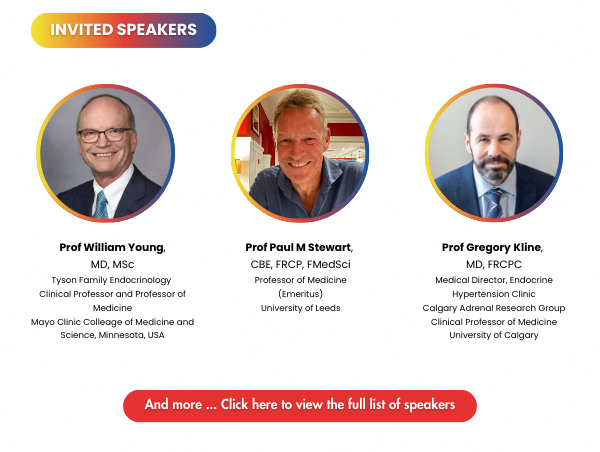 INVITED SPEAKERS
Prof William Young,
MD, MSc
Tyson Family Endocrinology
Clinical Professor and Professor of
Medicine
Mayo Clinic Colleage of Medicine and
Science, Minnesota, USA
Prof Paul M Stewart,
CBE, FRCP, FMedSci
Professor of Medicine
(Emeritus)
University of Leeds
Prof Gregory Kline,
MD, FRCPC
Medical Director, Endocrine
Hypertension Clinic
Calgary Adrenal Research Group
Clinical Professor of Medicine
University of Calgary
And more ... Click here to view the full list of speakers